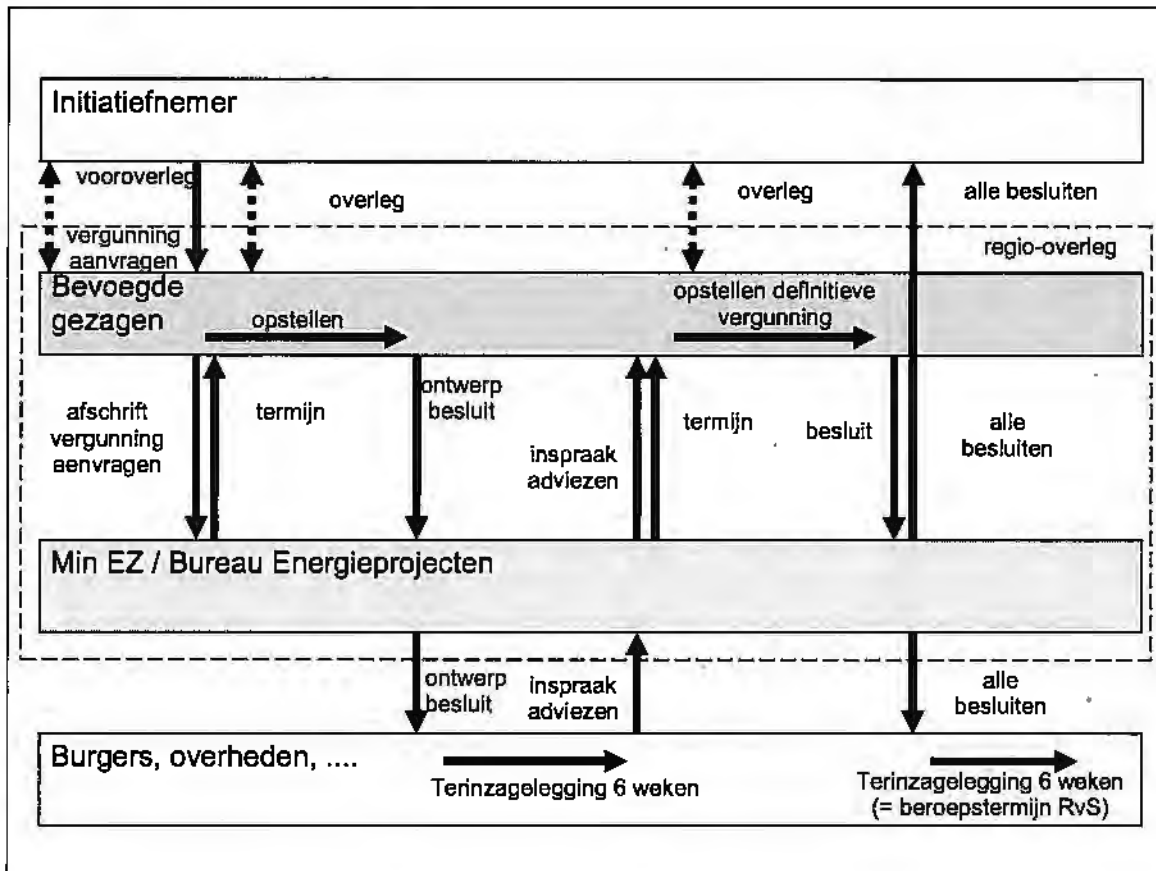 Initiatiefnemer
vooroverleg
overleg
overleg
alle besluiten
vergunning
aanvragen
regio-overleg
Bevoegde
gezagen
opstellen
opstellen definitieve
vergunning
afschrift
vergunning
aenvragen
termijn
ontwerp
besluit
inspraak
adviezen
termijn
besluit
alle
besluiten
Min EZ / Bureau Energieprojecten
ontwerp
besluit
inspraak
adviezen
alle
besluiten
Burgers, overheden, ....
Terinzagelegging 6 weken
Terinzagelegging 6 weken
(= beroepstermijn RvS)